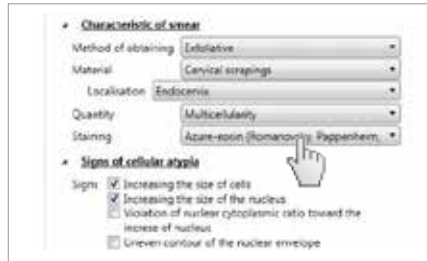 Characteristic of smear
Method of obtaining Exfoliative
Material Cervical scrapings
Localisation Endocervix
Quantity Multicellularity
Staining Azure-eosin (Romanovsky, Pappenheim,
Signs of cellular atypia
Signs Increasing the size of cells
Increasing the size of the nucleus
Violation of nuclear cytoplasmic ratio toward the
increse of nucleus
Uneven contour of the nuclear envelope